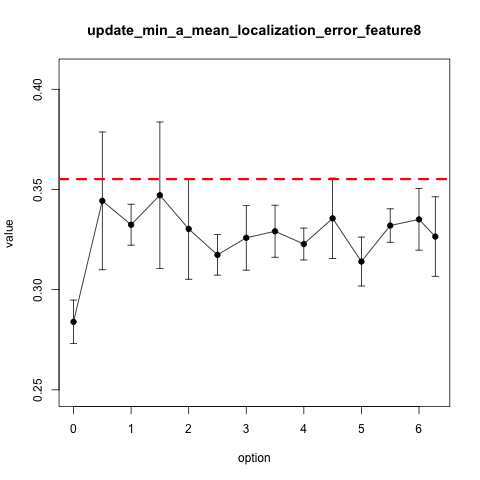 update_min_a_mean_localization_error_feature8
0.40
0.35
0.30
0.25
value
0 1 2 3 4 5 6
option